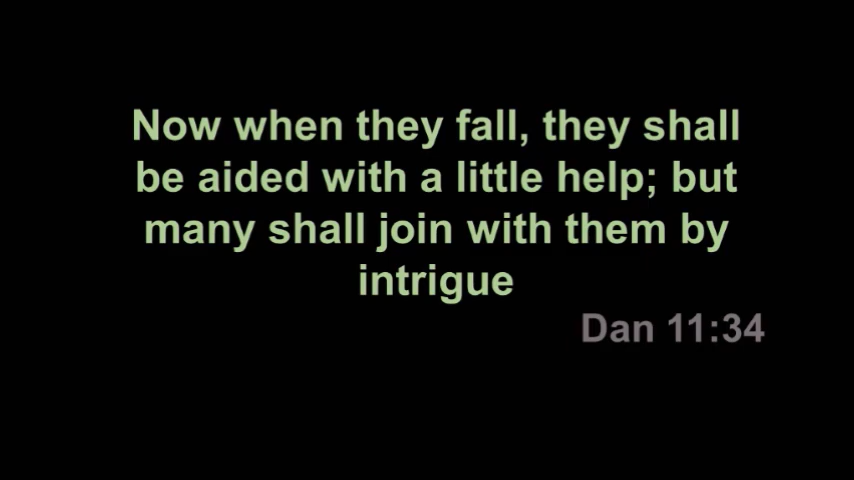 Now when they fall, they shall
be aided with a little help; but
many shall join with them by
intrigue
Dan 11:34